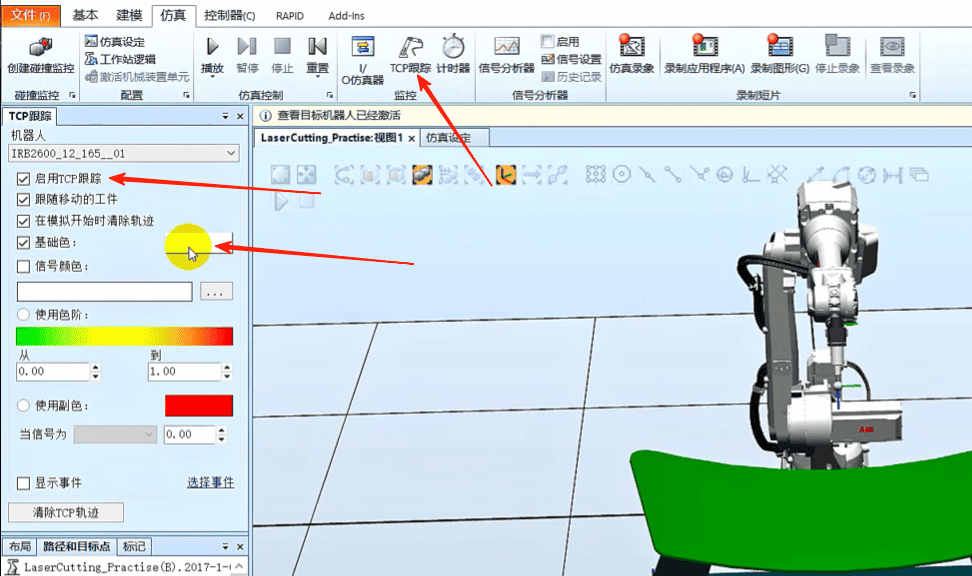 文件(F) 基本 建模 仿真 控制器(C) RAPID Add-Ins
创建碰撞监控
碰撞监控
仿真设定
工作站逻辑
激活机械装置单元
配置
播放 暂停 停止 重置
仿真控制
I/O仿真器 TCP跟踪 计时器
监控
信号分析器
启用
信号设置
历史记录
信号分析器
仿真录象 录制应用程序(A) 录制图形(G) 停止录象 查看录象
录制短片
TCP跟踪
机器人
IRB2600_12_165__01
启用TCP跟踪
跟随移动的工件
在模拟开始时清除轨迹
基础色:
信号颜色:
...
使用色阶:
从 到
0.00 1.00
使用副色:
当信号为 0.00
显示事件 选择事件
清除TCP轨迹
布局 路径和目标点 标记
LaserCutting_Practise(B).2017-1-
查看目标机器人已经激活
LaserCutting_Practise:视图1 仿真设定
ABB